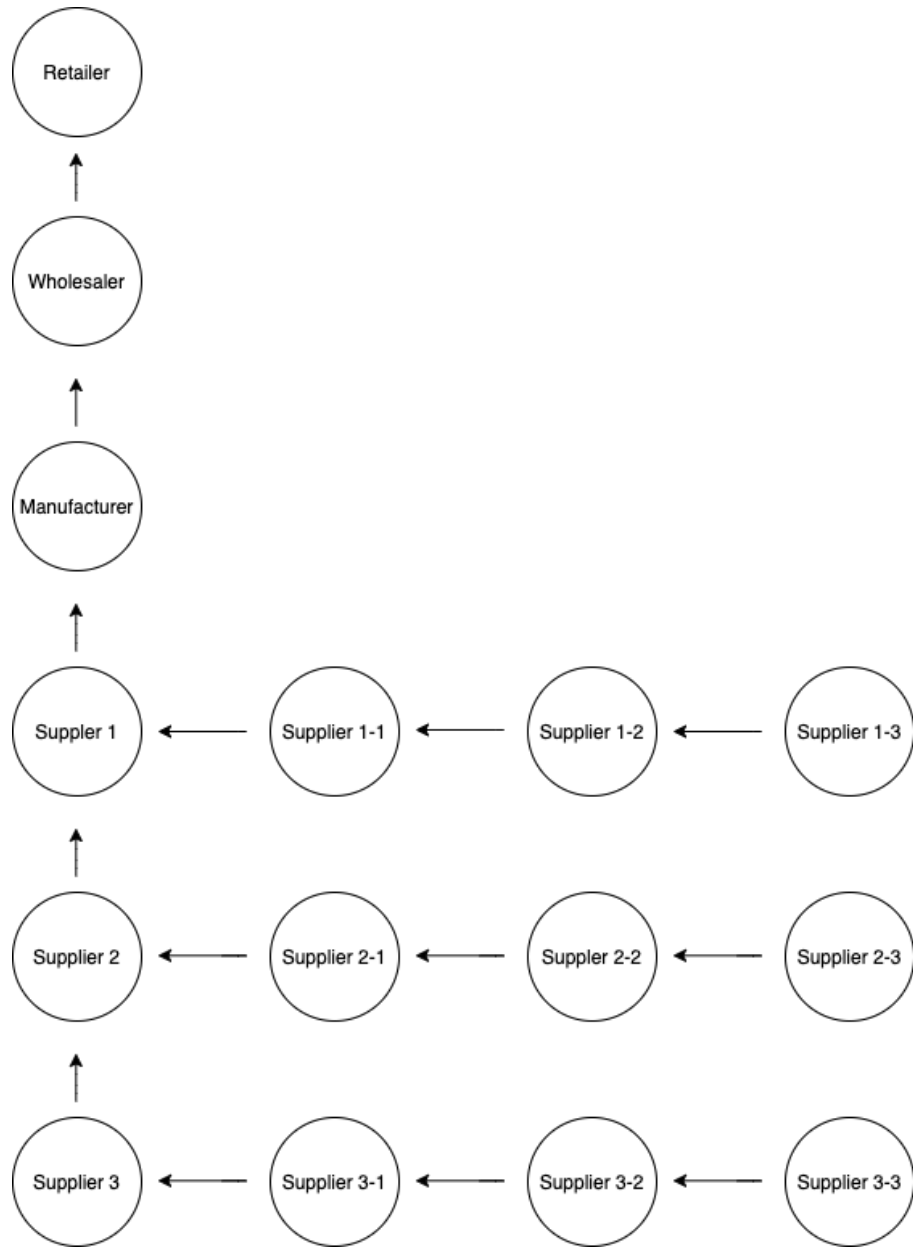 Retailer
Wholesaler
Manufacturer
Suppler 1
Supplier 1-1
Supplier 1-2
Supplier 1-3
Supplier 2
Supplier 2-1
Suppler 2-2
Supplier 2-3
Supplier 3
Supplier 3-1
Supplier 3-2
Supplier 3-3